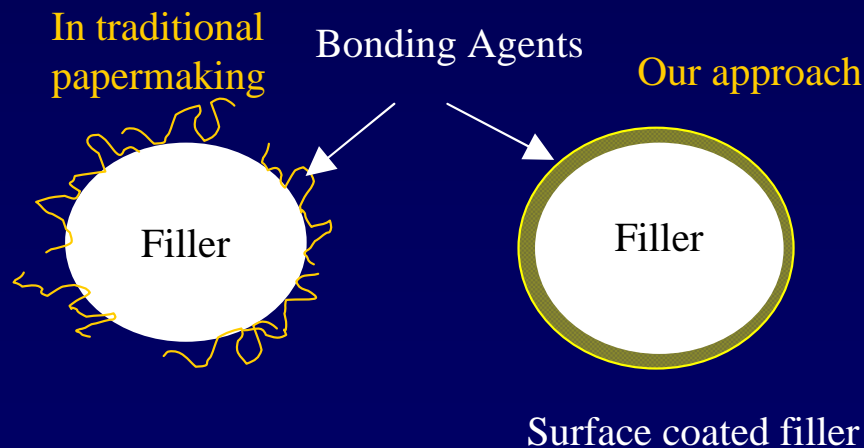 In traditional
papermaking
Bonding Agents
Our approach
Filler
Filler
Surface coated filler